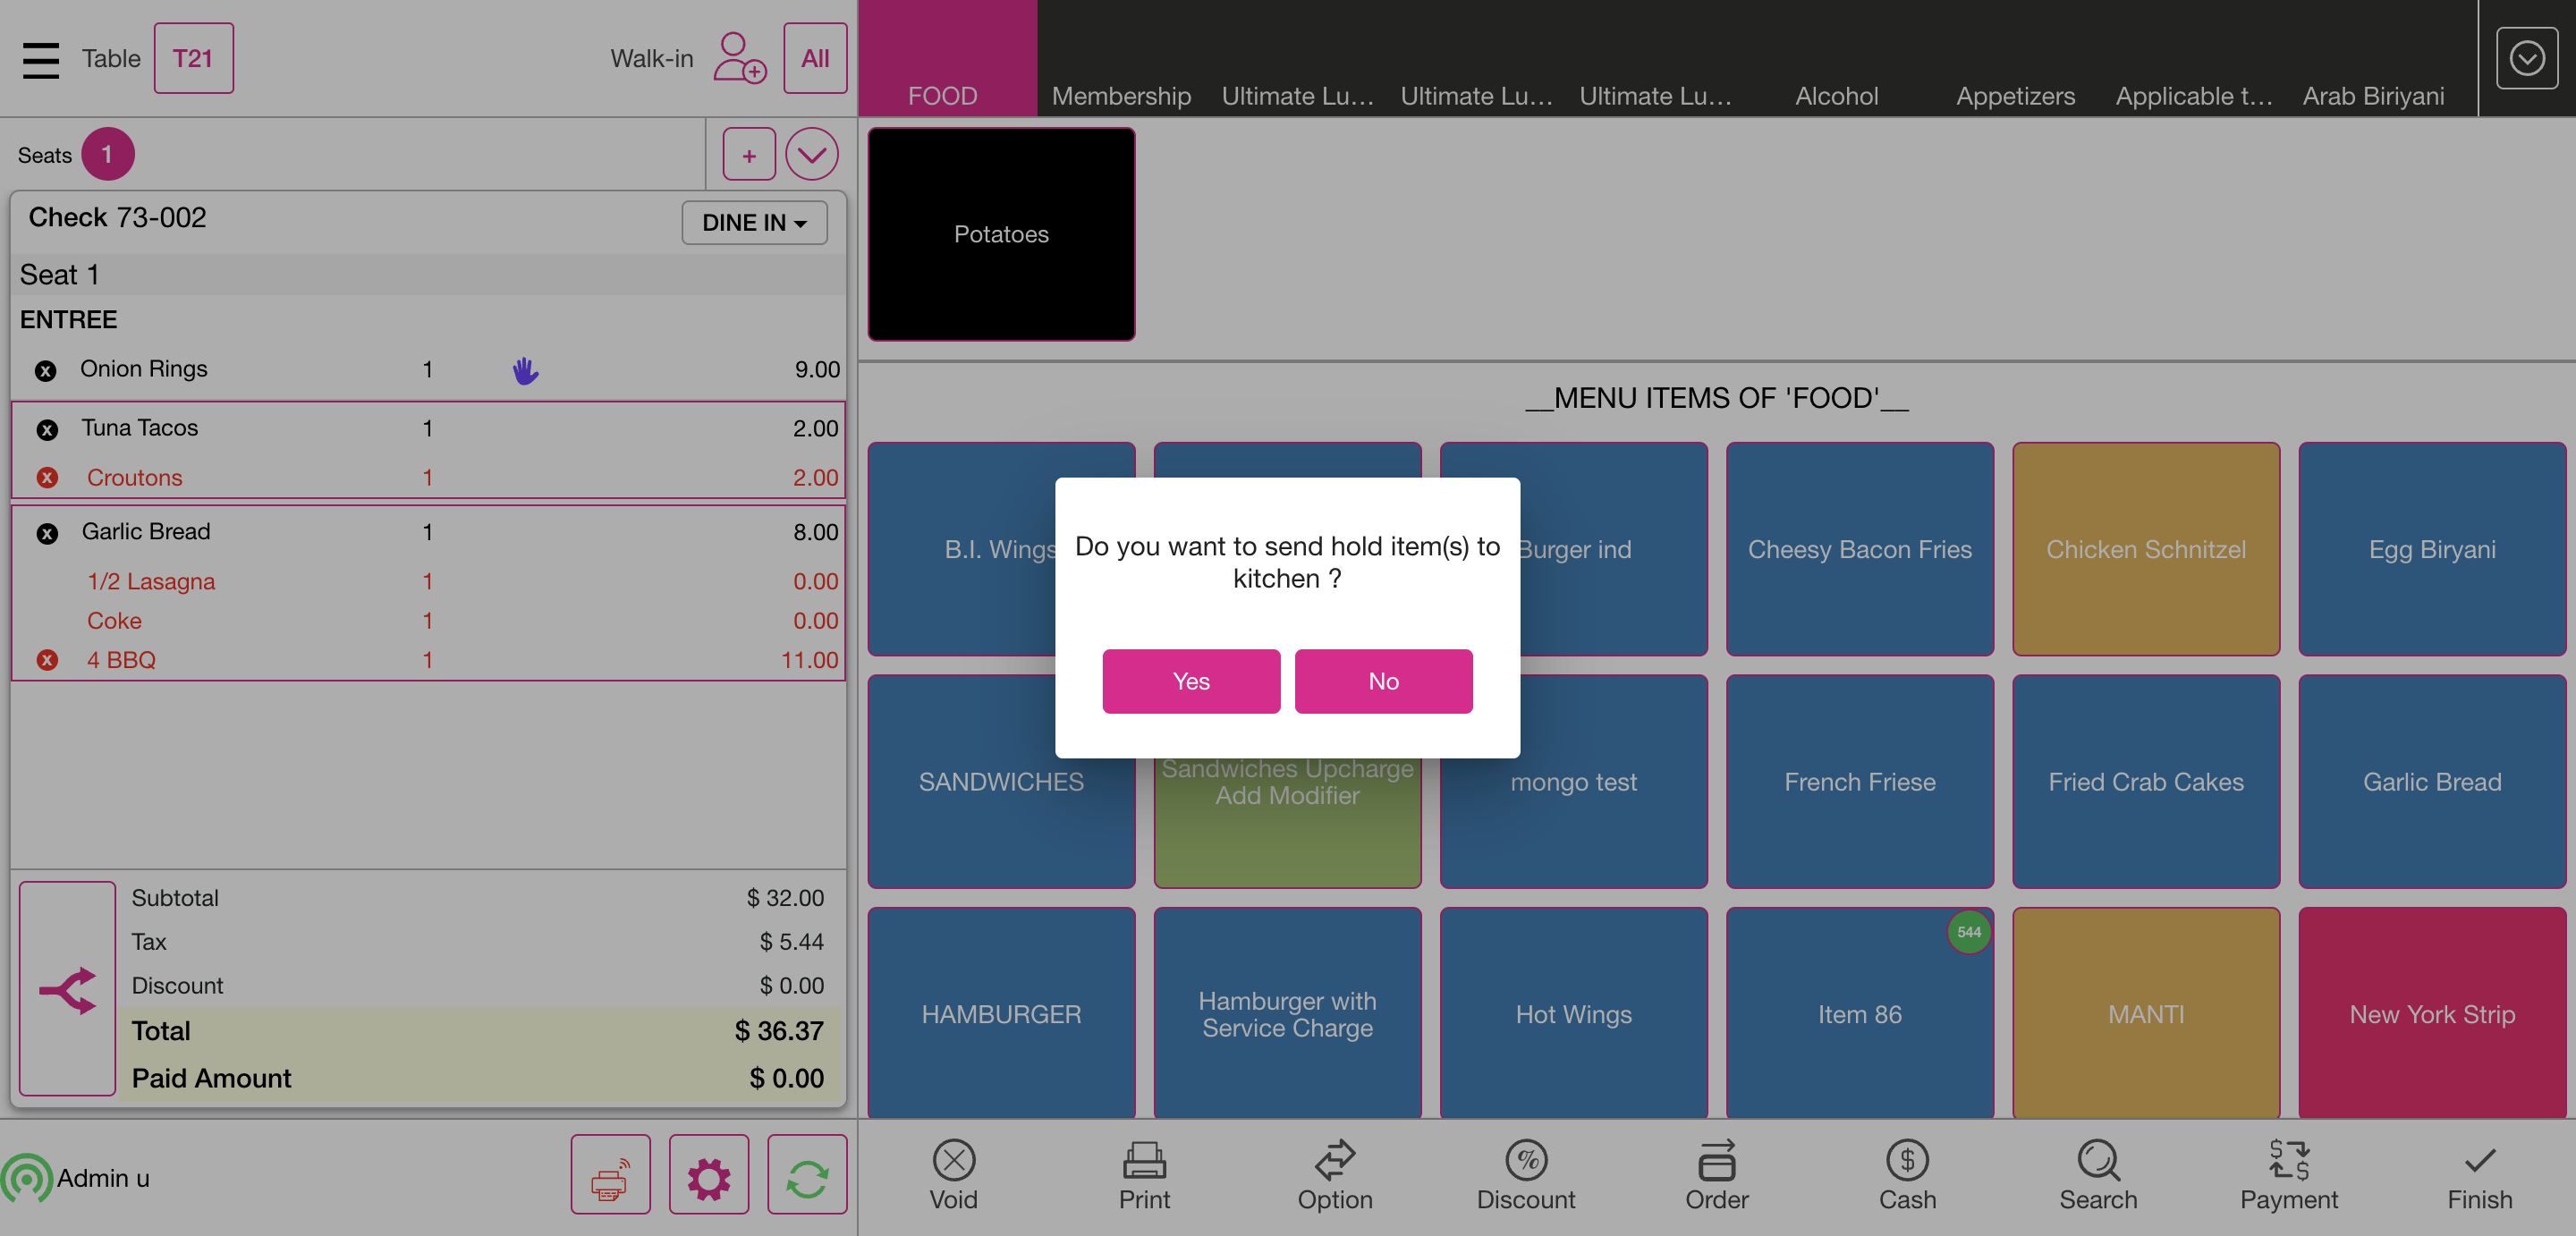 Table T21 Walk-in All
FOOD Membership Ultimate Lu... Ultimate Lu... Ultimate Lu... Alcohol Appetizers Applicable t... Arab Biriyani
Seats 1 +
Check 73-002 DINE IN
Seat 1
ENTREE
Onion Rings 1 9.00
Tuna Tacos 1 2.00
Croutons 1 2.00
Garlic Bread 1 8.00
1/2 Lasagna 1 0.00
Coke 1 0.00
4 BBQ 1 11.00
Subtotal $ 32.00
Tax $ 5.44
Discount $ 0.00
Total $ 36.37
Paid Amount $ 0.00
Admin u
Potatoes
__MENU ITEMS OF 'FOOD'__
B.I. Wings Burger ind Cheesy Bacon Fries Chicken Schnitzel Egg Biryani
Do you want to send hold item(s) to
kitchen ?
Yes No
SANDWICHES
Sandwiches Upcharge
Add Modifier
mongo test French Friese Fried Crab Cakes Garlic Bread
HAMBURGER
Hamburger with
Service Charge
Hot Wings
544
Item 86
MANTI
New York Strip
Void Print Option Discount Order Cash Search Payment Finish